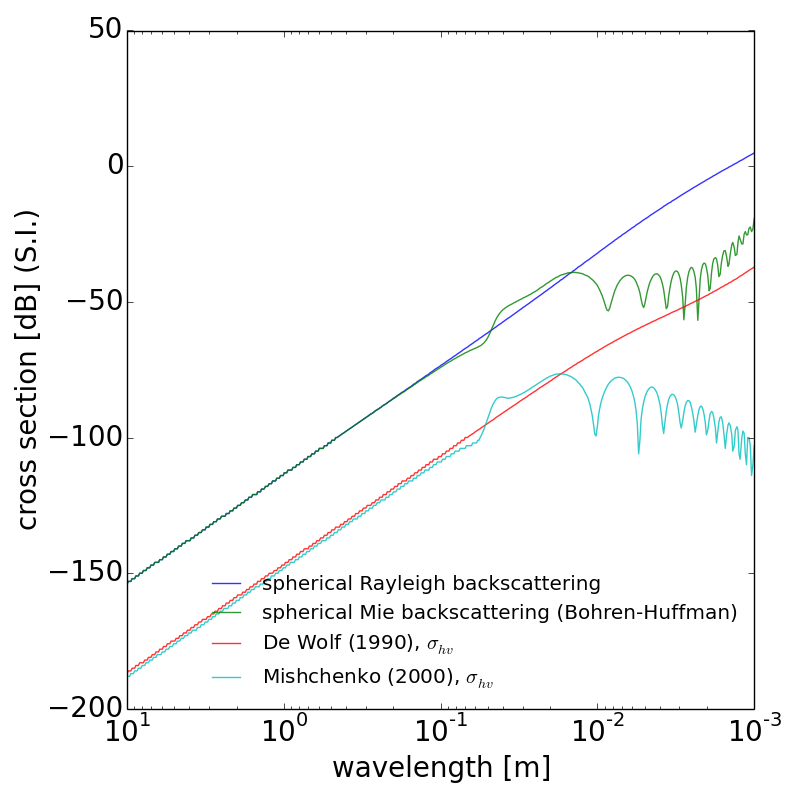 50
0
−50
−100
−150
−200
cross section [dB] (S.I.)
spherical Rayleigh backscattering
spherical Mie backscattering (Bohren-Huffman)
De Wolf (1990), σ_hv
Mishchenko (2000), σ_hv
10^1 10^0 10^-1 10^-2 10^-3
wavelength [m]